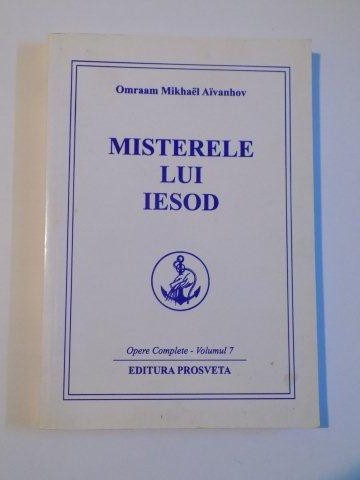 Omraam Mikhaël Aïvanhov
MISTERELE
LUI
IESOD
Opere Complete - Volumul 7
EDITURA PROSVETA